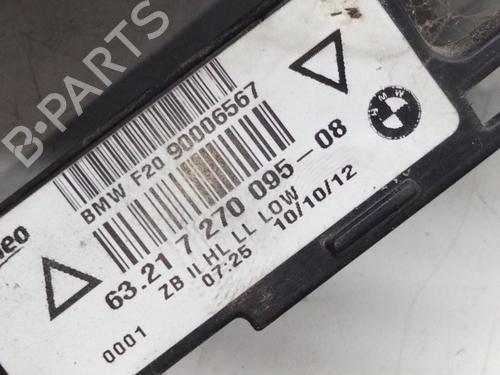 B-PARTS
BMW F20 90006567
BMW
eo
63.21 7 270 095-08
ZB II HL LL LOW
07:25 10/10/12
0001